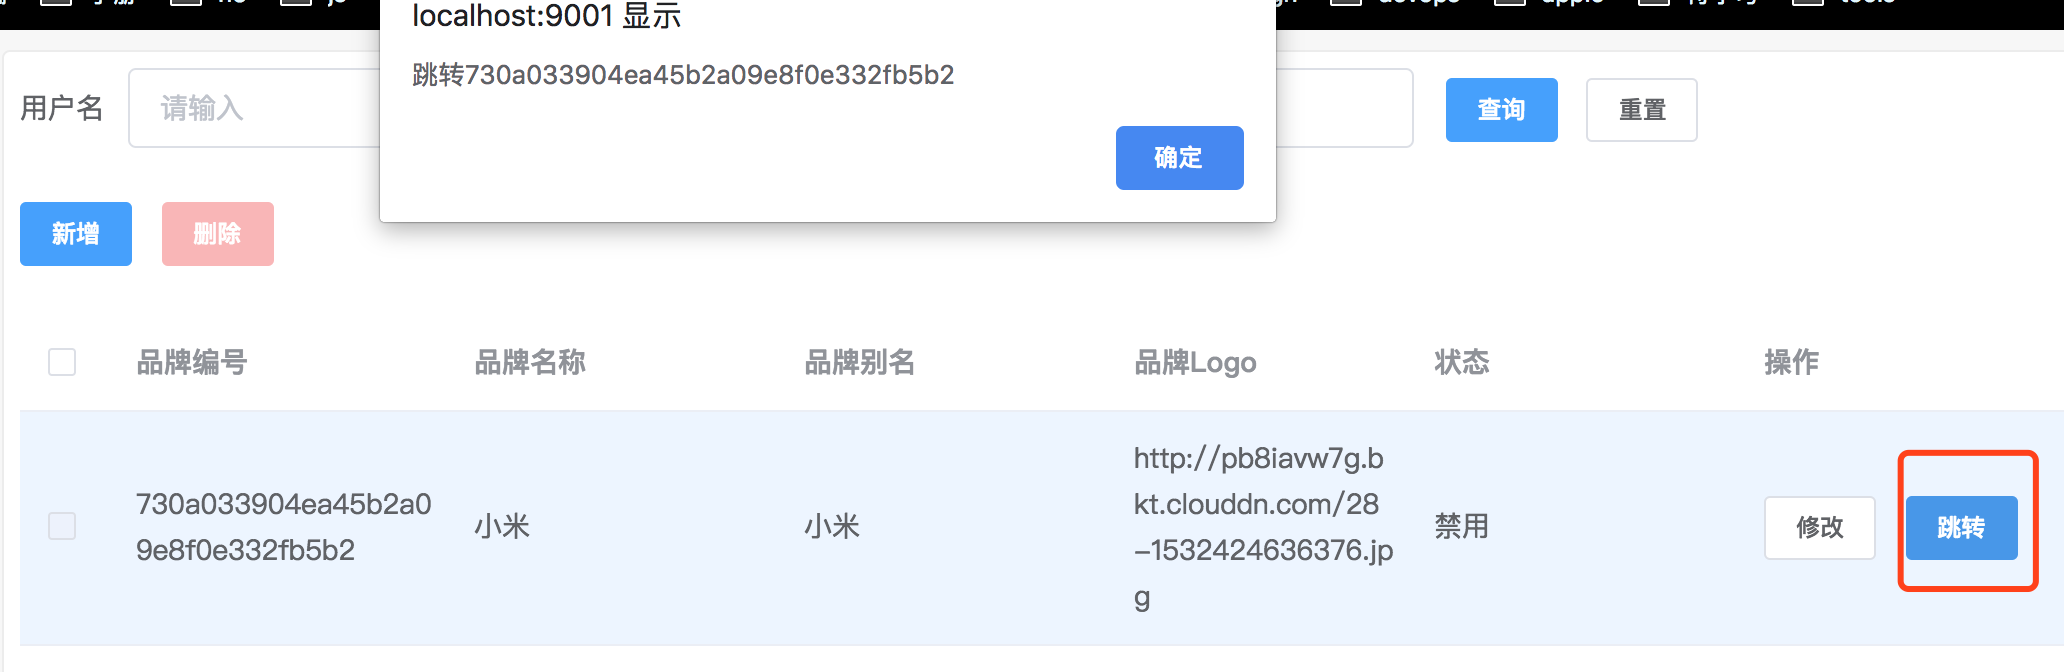 localhost:9001 显示
跳转730a033904ea45b2a09e8f0e332fb5b2
确定
用户名
请输入
查询
重置
新增
删除
品牌编号
品牌名称
品牌别名
品牌Logo
状态
操作
730a033904ea45b2a0
9e8f0e332fb5b2
小米
小米
http://pb8iavw7g.b
kt.clouddn.com/28
-1532424636376.jp
g
禁用
修改
跳转